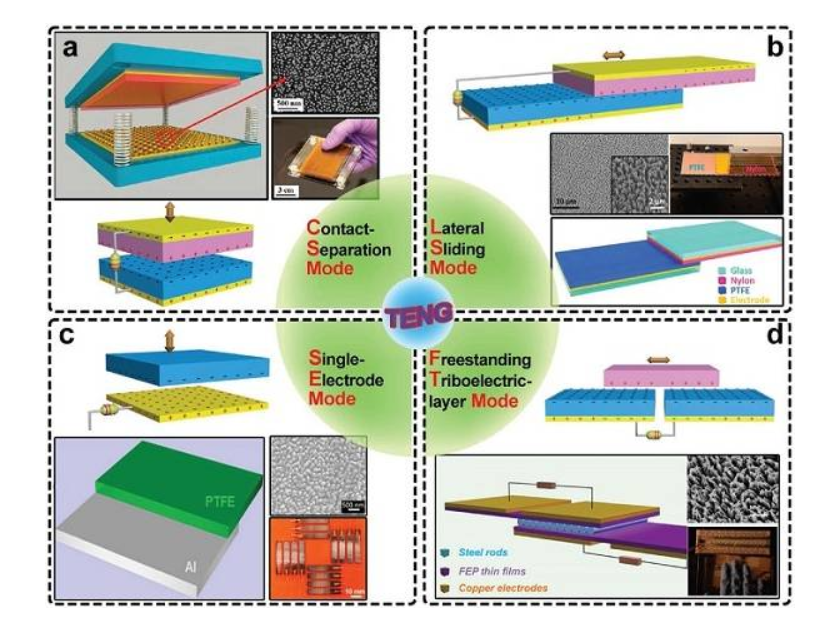 a
500 nm
3 cm
Contact-
Separation
Mode
b
PTFE
Nylon
10 μm
2 μm
Lateral
Sliding
Mode
Glass
Nylon
PTFE
Electrode
TENG
c
Single-
Electrode
Mode
PTFE
Al
500 nm
10 mm
d
Freestanding
Triboelectric-
layer Mode
Steel rods
FEP thin films
Copper electrodes